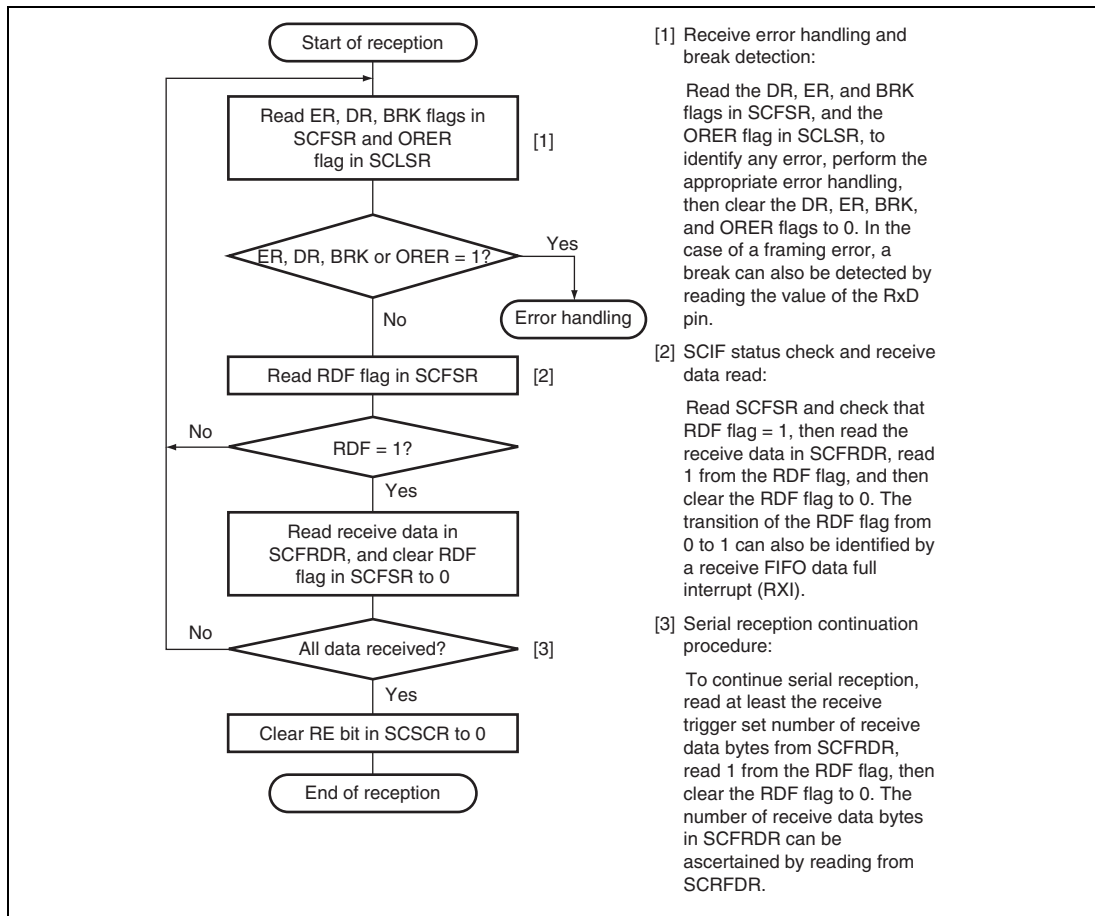 Start of reception
Read ER, DR, BRK flags in
SCFSR and ORER
flag in SCLSR
[1]
ER, DR, BRK or ORER = 1?
Yes
Error handling
No
Read RDF flag in SCFSR
[2]
No
RDF = 1?
Yes
Read receive data in
SCFRDR, and clear RDF
flag in SCFSR to 0
No
All data received?
[3]
Yes
Clear RE bit in SCSCR to 0
End of reception
[1] Receive error handling and
break detection:
Read the DR, ER, and BRK
flags in SCFSR, and the
ORER flag in SCLSR, to
identify any error, perform the
appropriate error handling,
then clear the DR, ER, BRK,
and ORER flags to 0. In the
case of a framing error, a
break can also be detected by
reading the value of the RxD
pin.
[2] SCIF status check and receive
data read:
Read SCFSR and check that
RDF flag = 1, then read the
receive data in SCFRDR, read
1 from the RDF flag, and then
clear the RDF flag to 0. The
transition of the RDF flag from
0 to 1 can also be identified by
a receive FIFO data full
interrupt (RXI).
[3] Serial reception continuation
procedure:
To continue serial reception,
read at least the receive
trigger set number of receive
data bytes from SCFRDR,
read 1 from the RDF flag, then
clear the RDF flag to 0. The
number of receive data bytes
in SCFRDR can be
ascertained by reading from
SCRFDR.